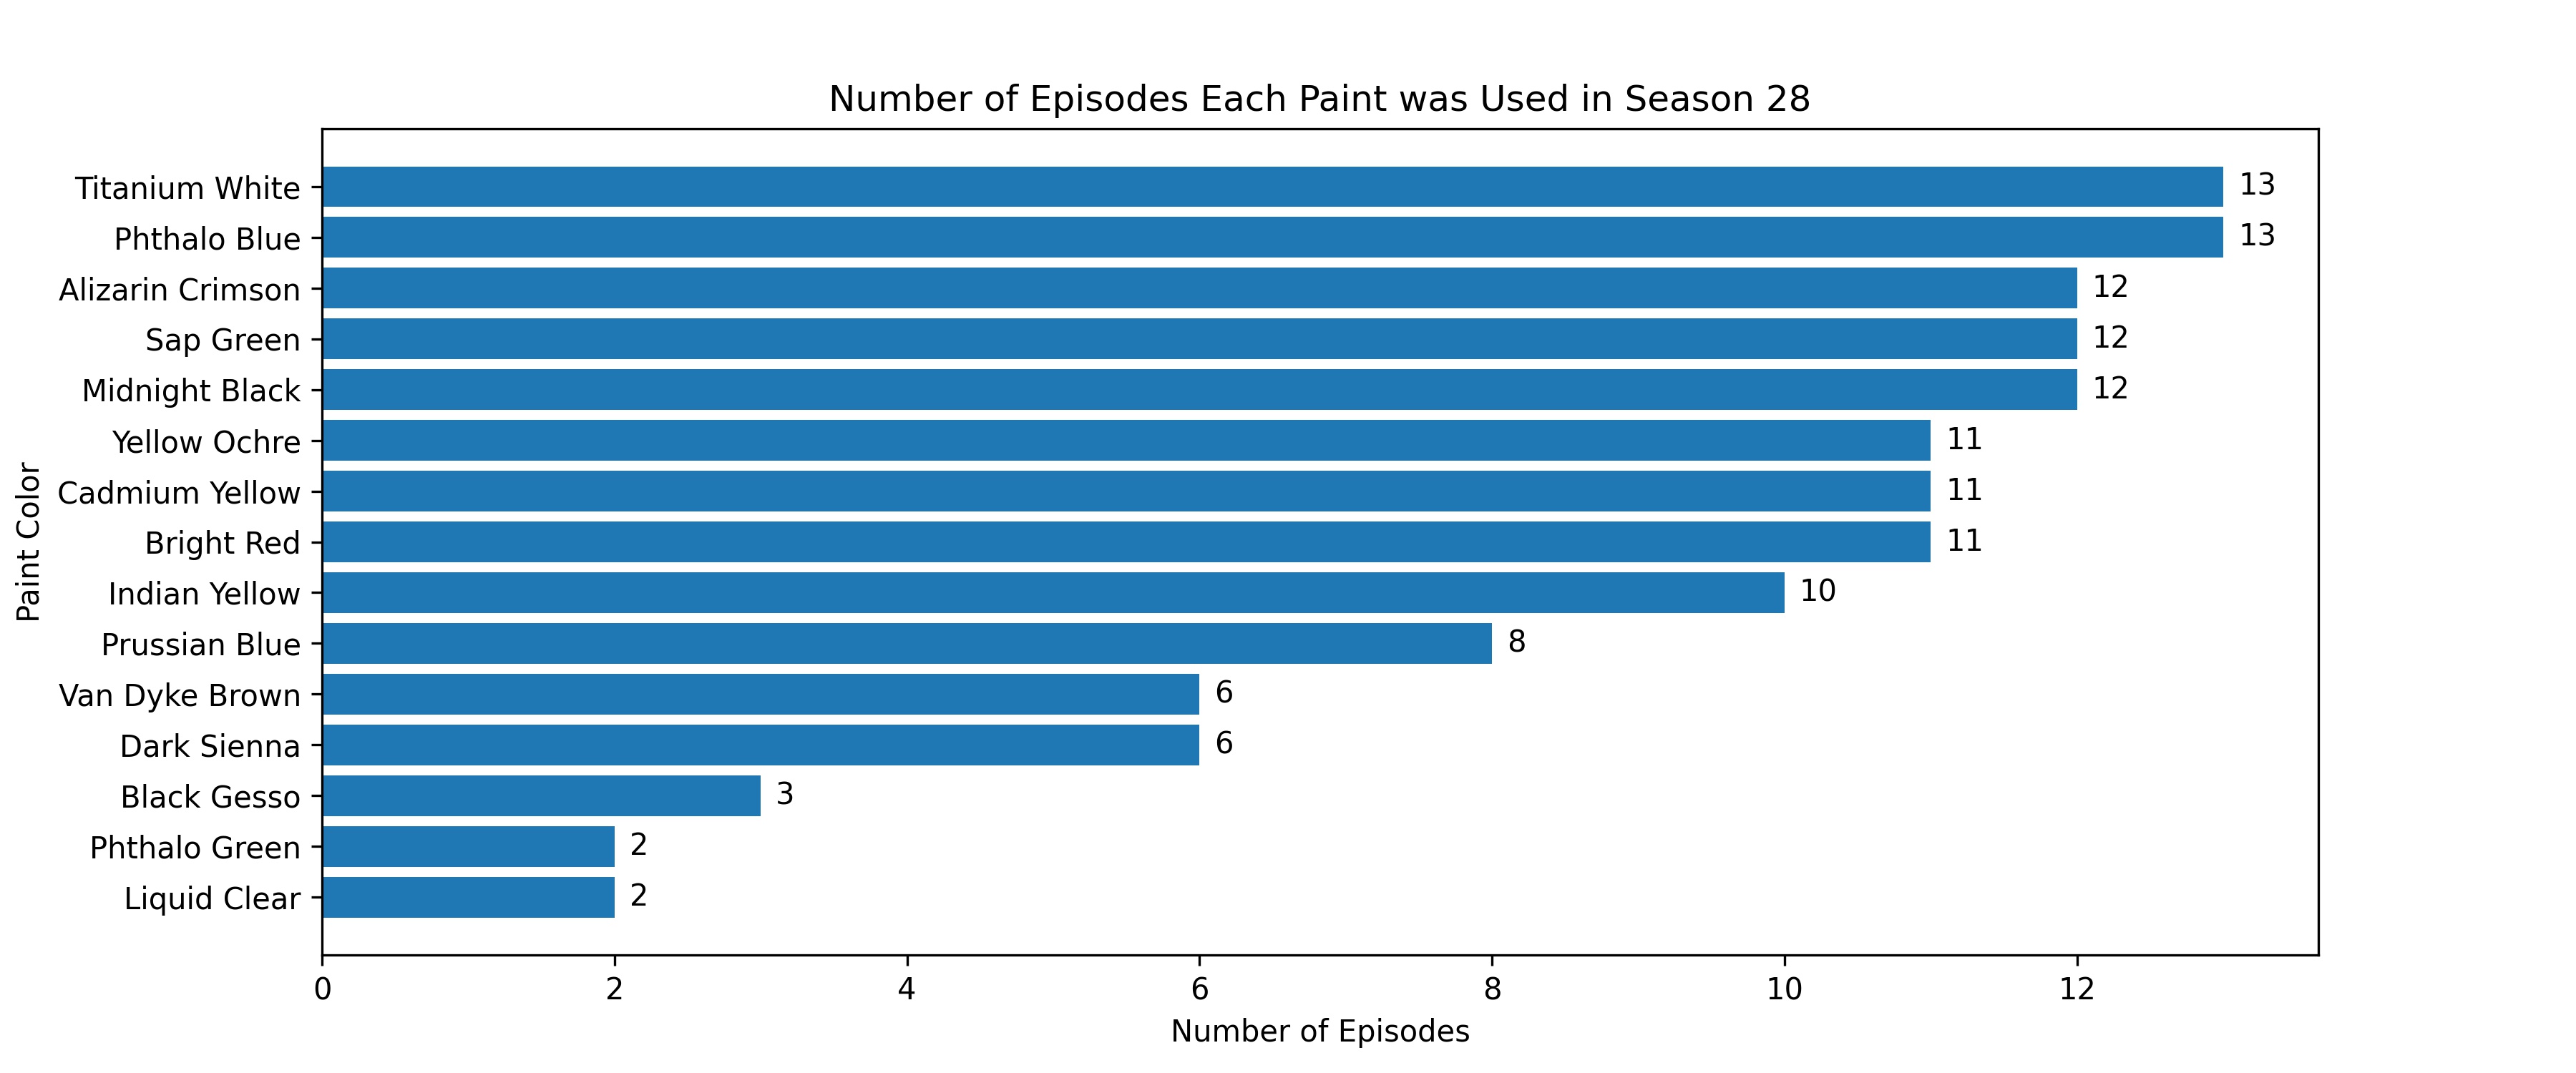 Number of Episodes Each Paint was Used in Season 28
Paint Color
Titanium White 13
Phthalo Blue 13
Alizarin Crimson 12
Sap Green 12
Midnight Black 12
Yellow Ochre 11
Cadmium Yellow 11
Bright Red 11
Indian Yellow 10
Prussian Blue 8
Van Dyke Brown 6
Dark Sienna 6
Black Gesso 3
Phthalo Green 2
Liquid Clear 2
0 2 4 6 8 10 12
Number of Episodes